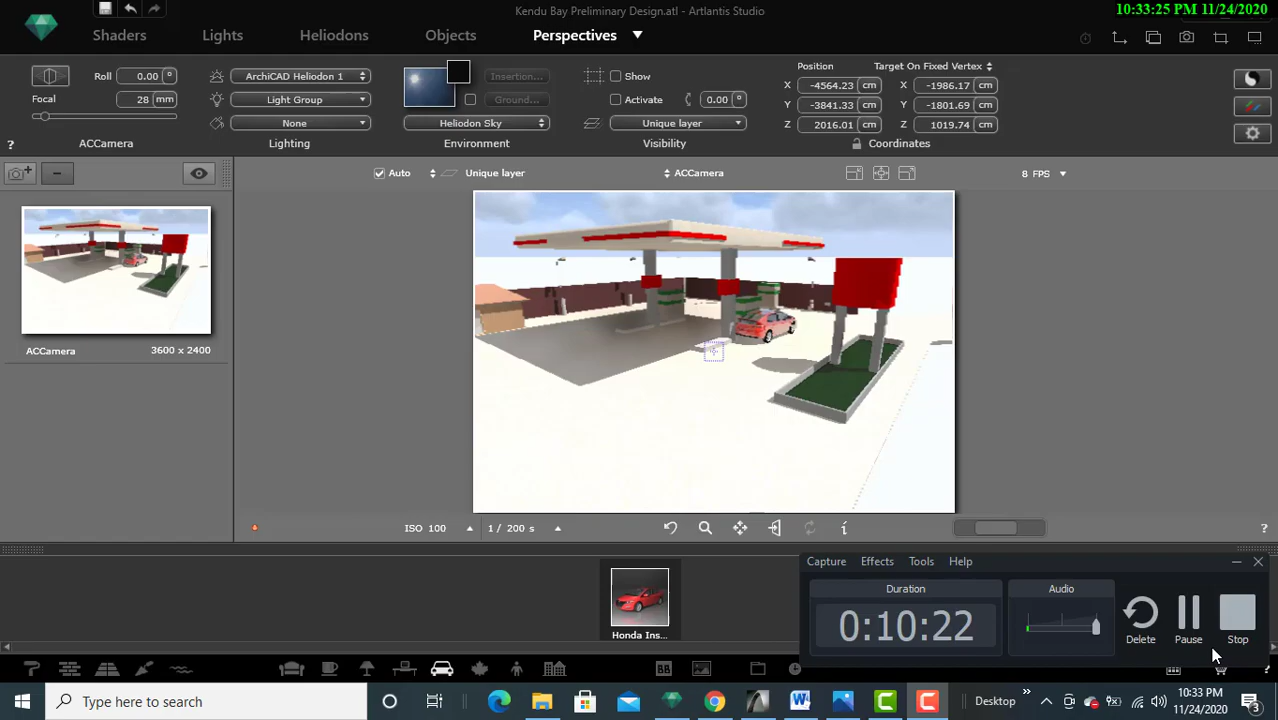 Kendu Bay Preliminary Design.atl - Artlantis Studio
10:33:25 PM 11/24/2020
Shaders
Lights
Heliodons
Objects
Perspectives
Roll
0.00
°
ArchiCAD Heliodon 1
Insertion...
Show
Position
Target On Fixed Vertex
X
-4564.23
cm
X
-1986.17
cm
Focal
28
mm
Light Group
Ground...
Activate
0.00
°
Y
-3841.33
cm
Y
-1801.69
cm
None
Heliodon Sky
Unique layer
Z
2016.01
cm
Z
1019.74
cm
?
ACCamera
Lighting
Environment
Visibility
Coordinates
Auto
Unique layer
ACCamera
8 FPS
ACCamera
3600 x 2400
ISO 100
1 / 200 s
i
?
Honda Ins...
Capture
Effects
Tools
Help
Duration
0:10:22
Audio
Delete
Pause
Stop
BB
Type here to search
Desktop
10:33 PM
11/24/2020
3